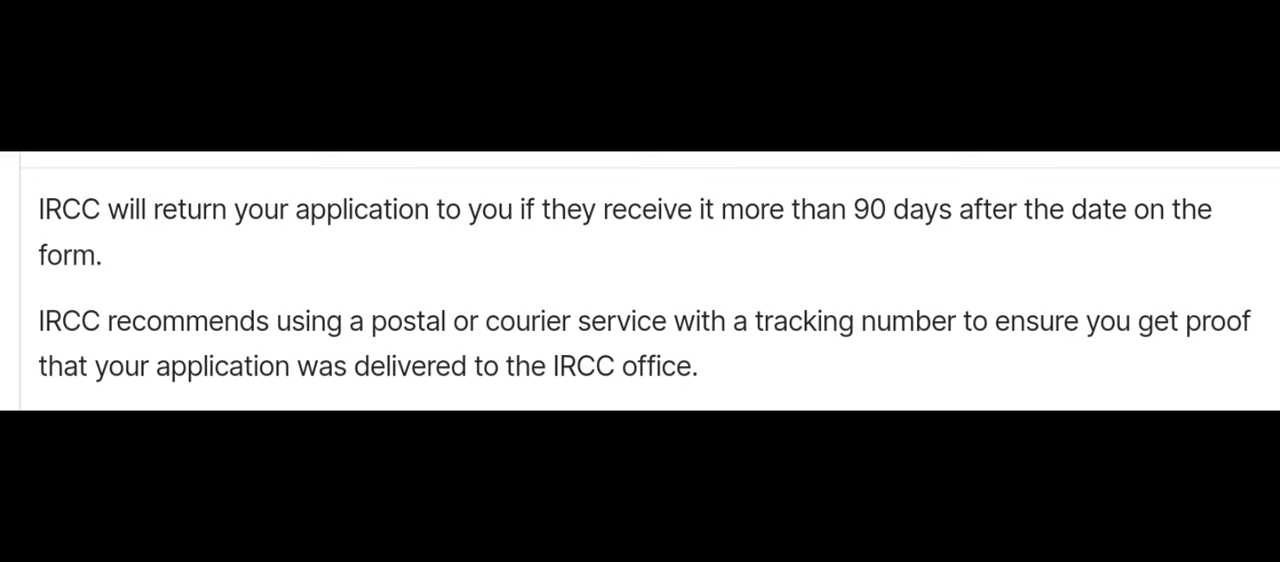 IRCC will return your application to you if they receive it more than 90 days after the date on the
form.
IRCC recommends using a postal or courier service with a tracking number to ensure you get proof
that your application was delivered to the IRCC office.